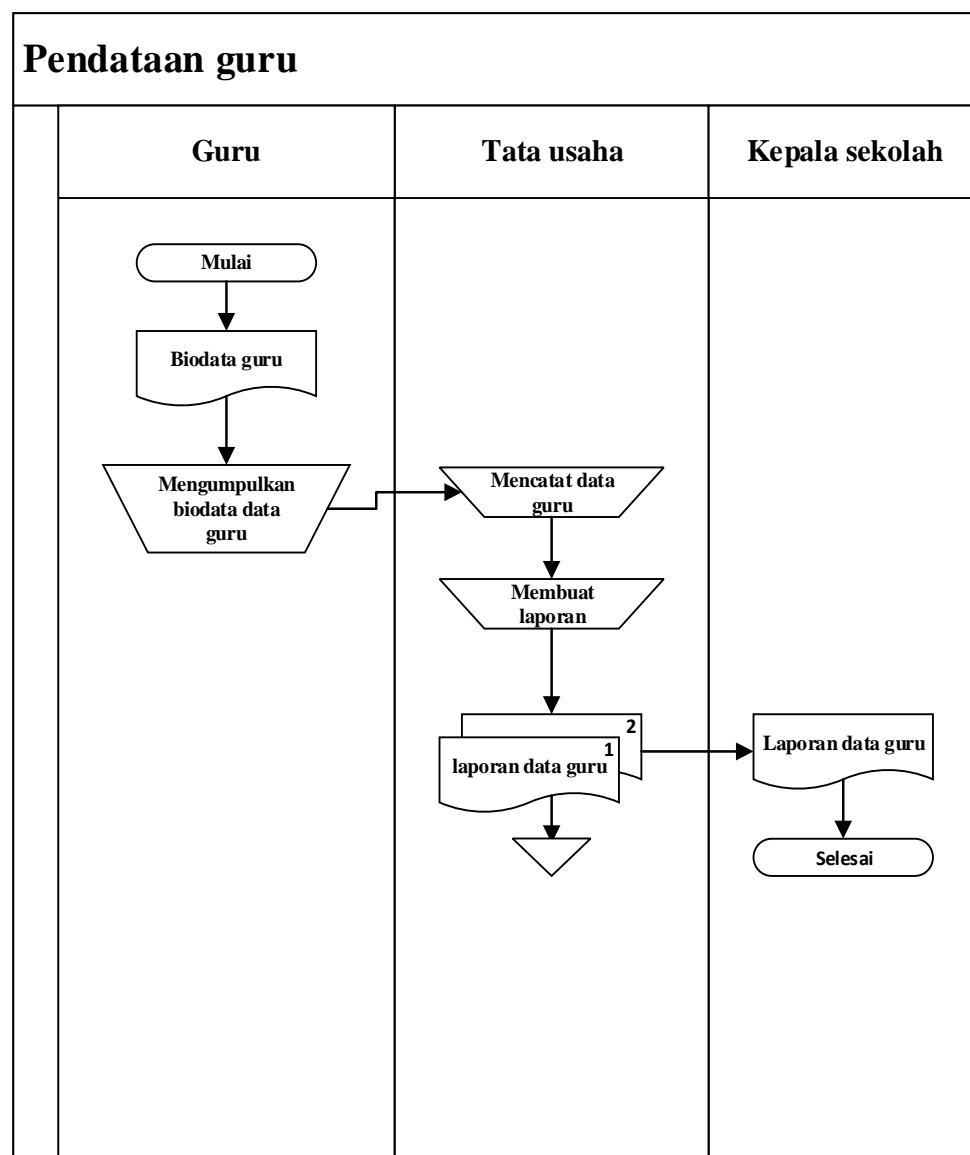 Pendataan guru
Guru
Tata usaha
Kepala sekolah
Mulai
Biodata guru
Mengumpulkan
biodata data
guru
Mencatat data
guru
Membuat
laporan
2
1
laporan data guru
Laporan data guru
Selesai